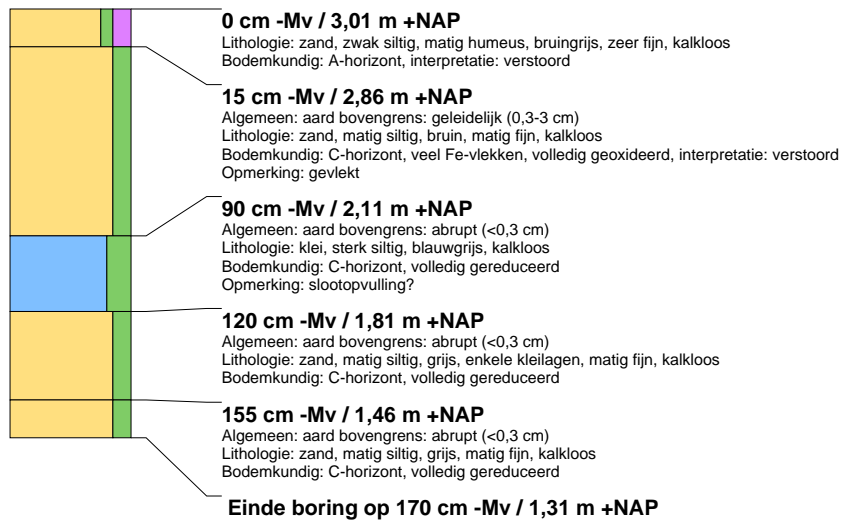 0 cm -Mv / 3,01 m +NAP
Lithologie: zand, zwak siltig, matig humeus, bruingrijs, zeer fijn, kalkloos
Bodemkundig: A-horizont, interpretatie: verstoord
15 cm -Mv / 2,86 m +NAP
Algemeen: aard bovengrens: geleidelijk (0,3-3 cm)
Lithologie: zand, matig siltig, bruin, matig fijn, kalkloos
Bodemkundig: C-horizont, veel Fe-vlekken, volledig geoxideerd, interpretatie: verstoord
Opmerking: gevlekt
90 cm -Mv / 2,11 m +NAP
Algemeen: aard bovengrens: abrupt (<0,3 cm)
Lithologie: klei, sterk siltig, blauwgrijs, kalkloos
Bodemkundig: C-horizont, volledig gereduceerd
Opmerking: slootopvulling?
120 cm -Mv / 1,81 m +NAP
Algemeen: aard bovengrens: abrupt (<0,3 cm)
Lithologie: zand, matig siltig, grijs, enkele kleilagen, matig fijn, kalkloos
Bodemkundig: C-horizont, volledig gereduceerd
155 cm -Mv / 1,46 m +NAP
Algemeen: aard bovengrens: abrupt (<0,3 cm)
Lithologie: zand, matig siltig, grijs, matig fijn, kalkloos
Bodemkundig: C-horizont, volledig gereduceerd
Einde boring op 170 cm -Mv / 1,31 m +NAP